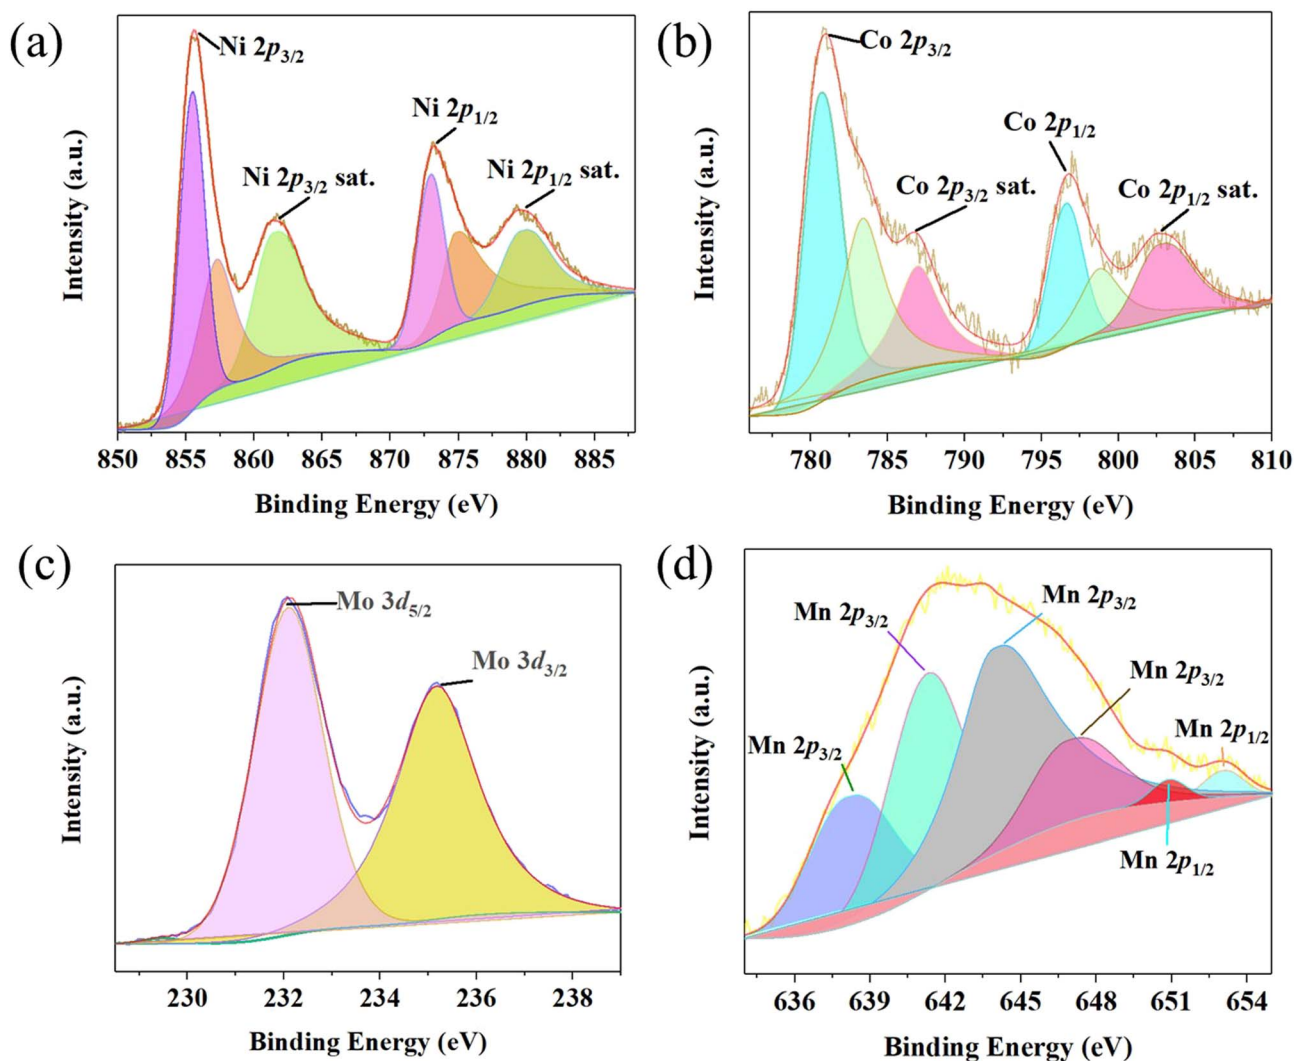 (a)
Ni 2p3/2
Ni 2p3/2 sat.
Ni 2p1/2
Ni 2p1/2 sat.
Intensity (a.u.)
850 855 860 865 870 875 880 885
Binding Energy (eV)
(b)
Co 2p3/2
Co 2p3/2 sat.
Co 2p1/2
Co 2p1/2 sat.
Intensity (a.u.)
780 785 790 795 800 805 810
Binding Energy (eV)
(c)
Mo 3d5/2
Mo 3d3/2
Intensity (a.u.)
230 232 234 236 238
Binding Energy (eV)
(d)
Mn 2p3/2
Mn 2p3/2
Mn 2p3/2
Mn 2p3/2
Mn 2p1/2
Mn 2p1/2
Intensity (a.u.)
636 639 642 645 648 651 654
Binding Energy (eV)